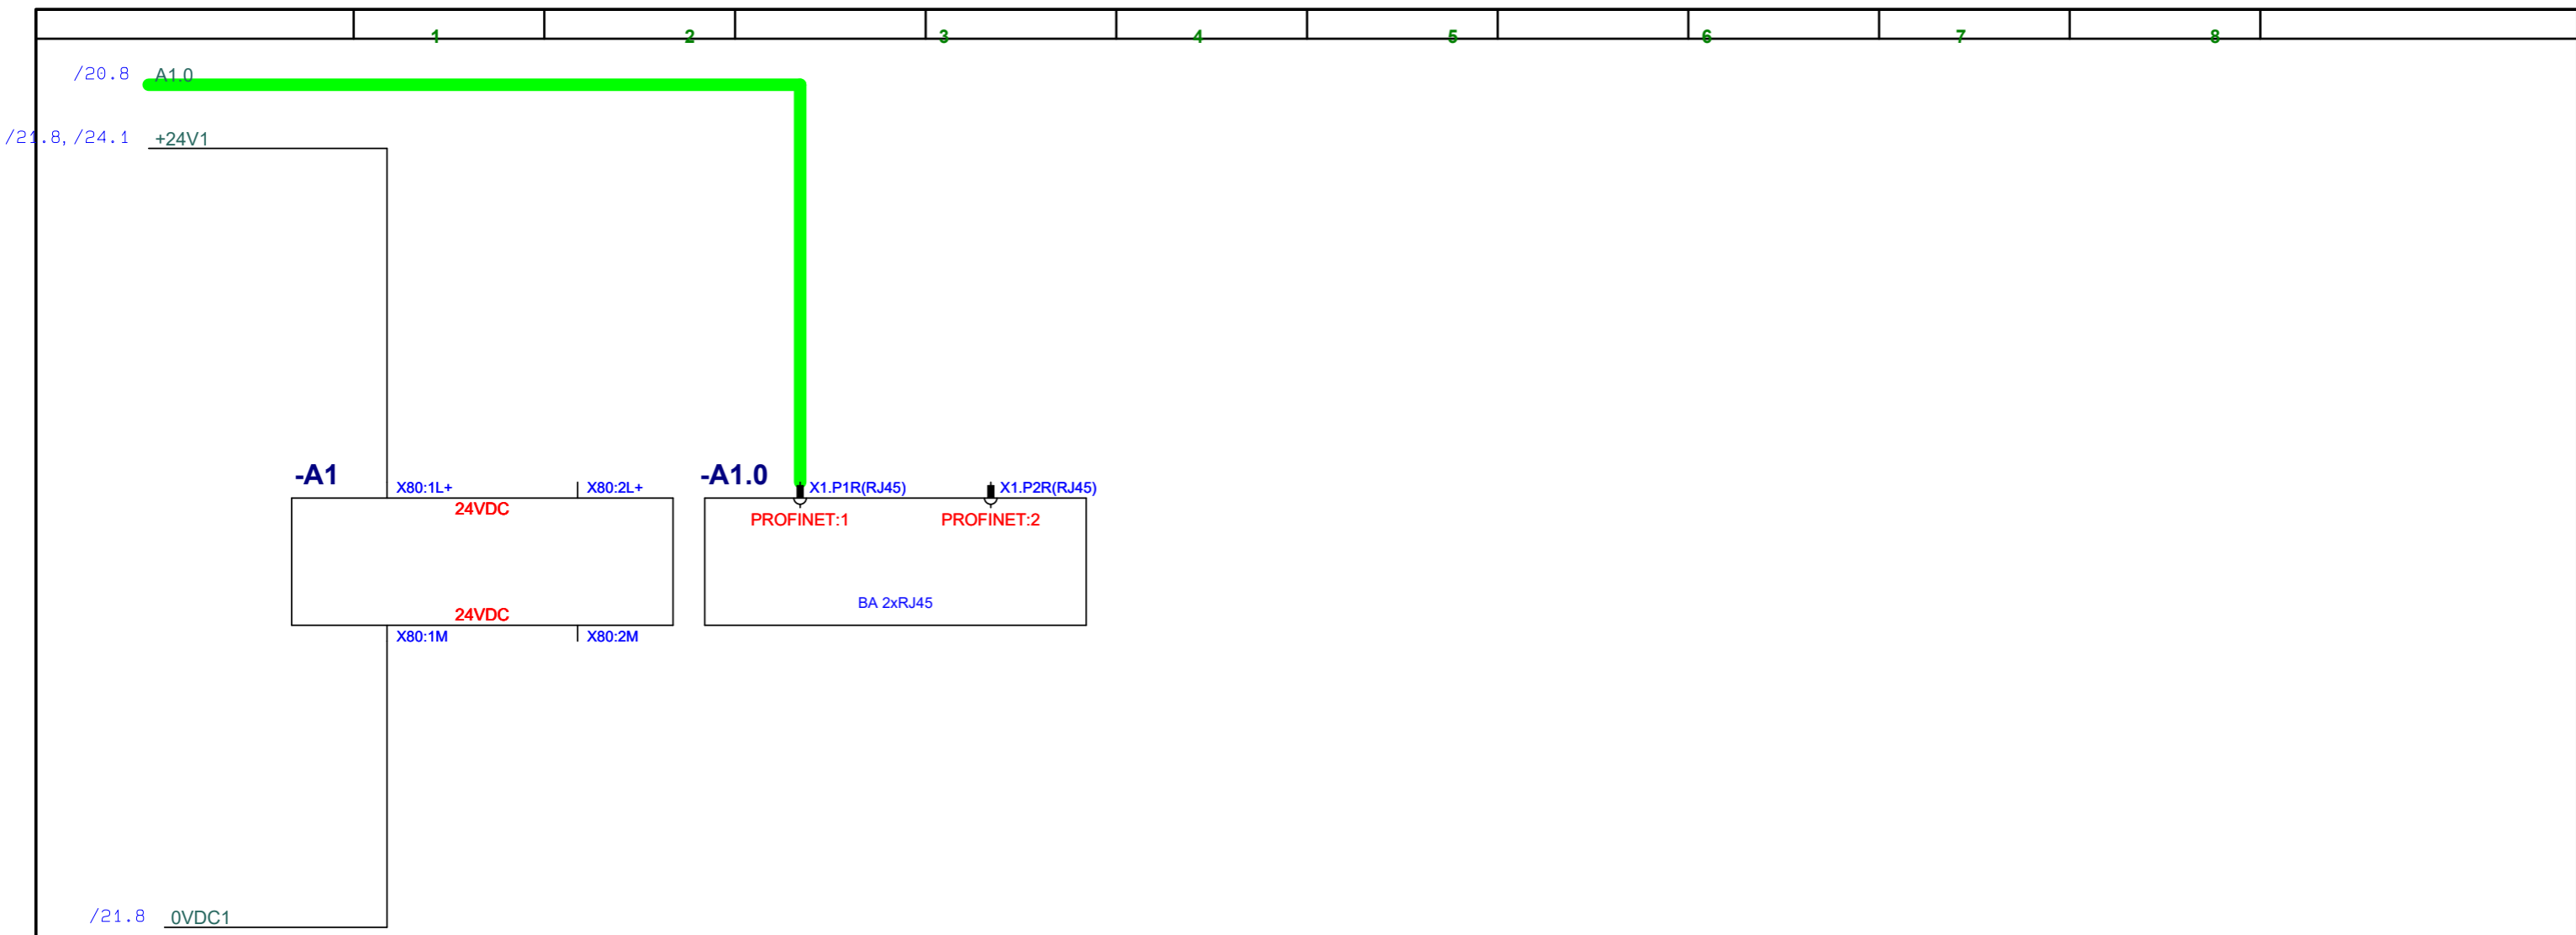 1 2 3 4 5 6 7 8
/20.8 A1.0
/21.8,/24.1 +24V1
-A1 -A1.0
X80:1L+ X80:2L+ X1.P1R(RJ45) X1.P2R(RJ45)
24VDC PROFINET:1 PROFINET:2
BA 2xRJ45
24VDC
X80:1M X80:2M
/21.8 0VDC1